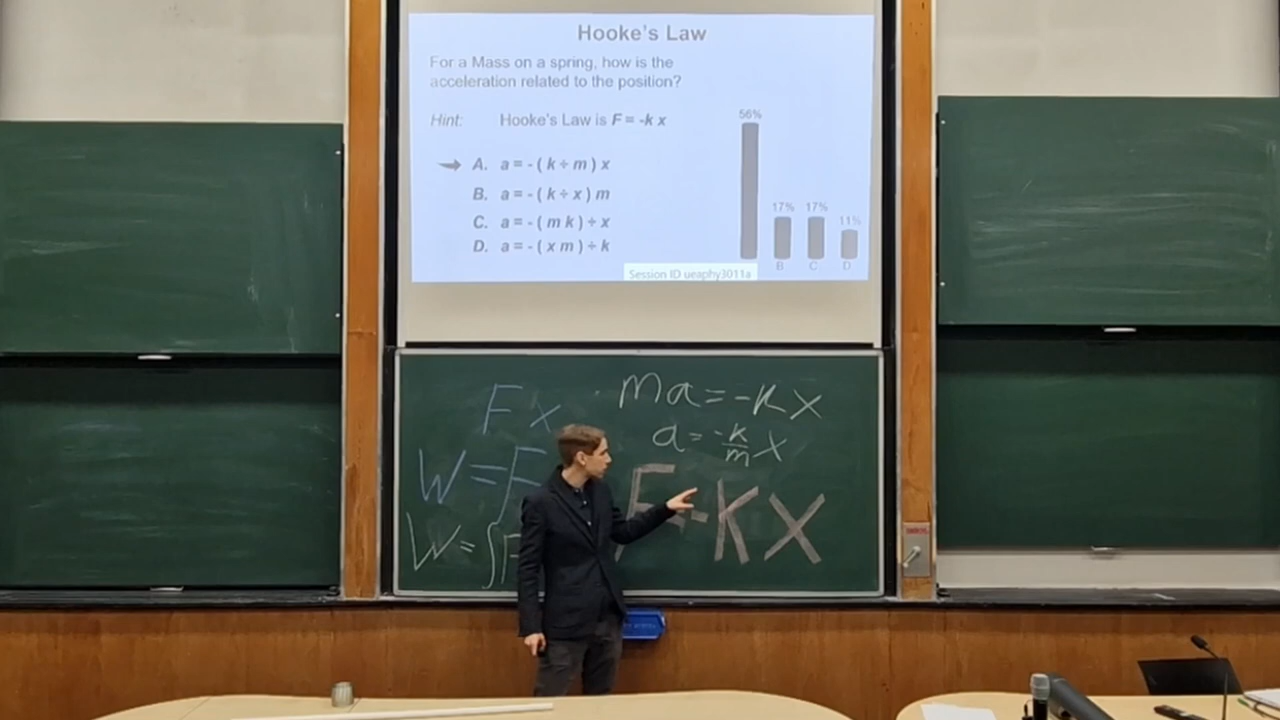 Hooke's Law
For a Mass on a spring, how is the
acceleration related to the position?
Hint: Hooke's Law is F = -k x
A. a = - ( k ÷ m ) x
B. a = - ( k ÷ x ) m
C. a = - ( m k ) ÷ x
D. a = - ( x m ) ÷ k
56%
17% 17% 11%
B C D
Session ID ueaphy3011a
F x
ma = -kx
a = -k/m x
W = F
F -kx
W = ∫F